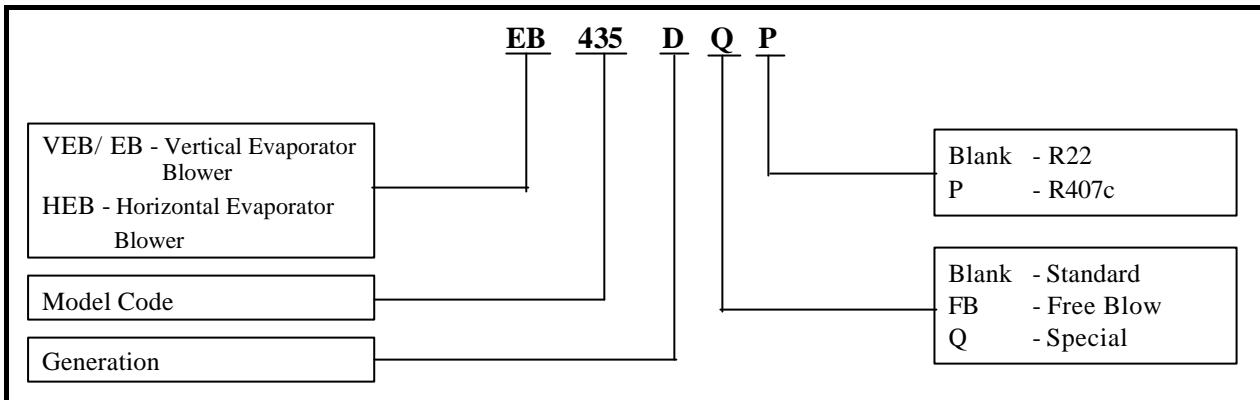 EB 435 D Q P
VEB/ EB - Vertical Evaporator
Blower
HEB - Horizontal Evaporator
Blower
Model Code
Generation
Blank - R22
P - R407c
Blank - Standard
FB - Free Blow
Q - Special